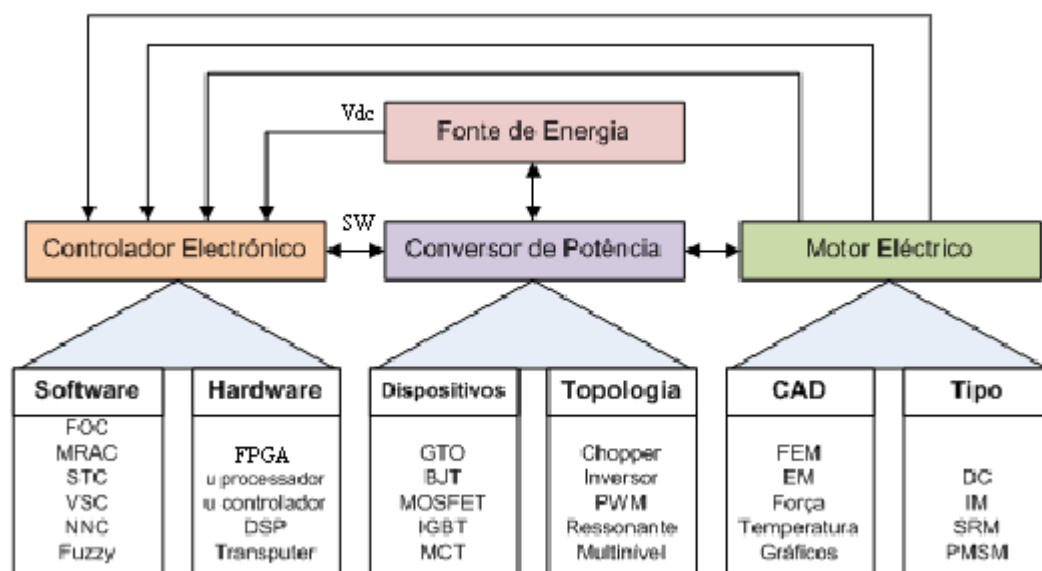 Vdc
Fonte de Energia
SW
Controlador Electrónico
Conversor de Potência
Motor Eléctrico
Software
FOC
MRAC
STC
VSC
NNC
Fuzzy
Hardware
FPGA
u processador
u controlador
DSP
Transputer
Dispositivos
GTO
BJT
MOSFET
IGBT
MCT
Topologia
Chopper
Inversor
PWM
Ressonante
Multinível
CAD
FEM
EM
Força
Temperatura
Gráficos
Tipo
DC
IM
SRM
PMSM